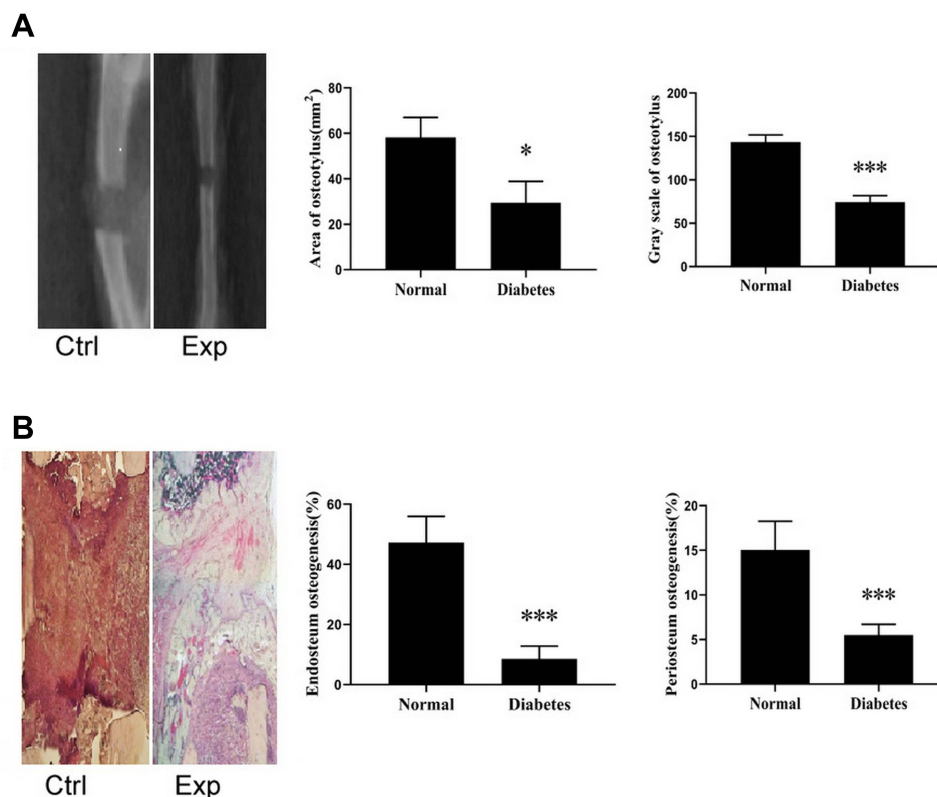 A
Area of osteotylus(mm2)
80
60
40
20
0
*
Normal Diabetes
Gray scale of osteotylus
200
150
100
50
0
***
Normal Diabetes
Ctrl Exp
B
Endosteum osteogenesis(%)
60
40
20
0
***
Normal Diabetes
Periosteum osteogenesis(%)
20
15
10
5
0
***
Normal Diabetes
Ctrl Exp